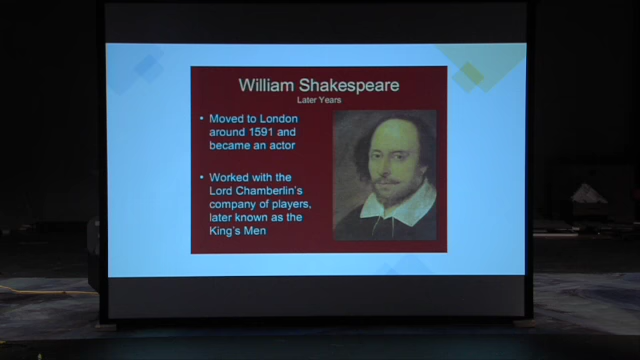 William Shakespeare
Later Years
• Moved to London
around 1591 and
became an actor
• Worked with the
Lord Chamberlin's
company of players,
later known as the
King's Men